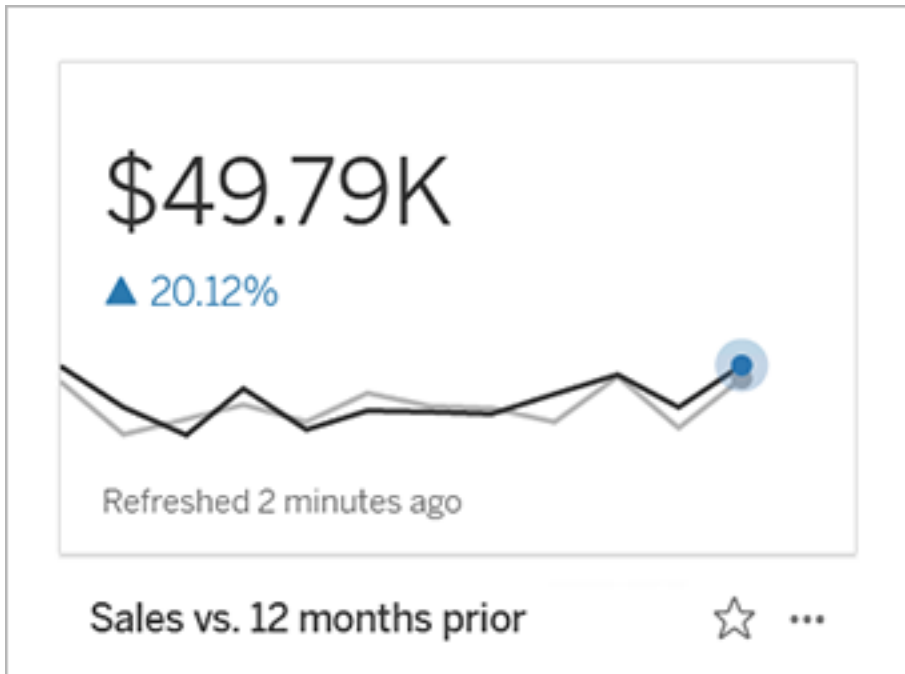 $49.79K
▲ 20.12%
Refreshed 2 minutes ago
Sales vs. 12 months prior